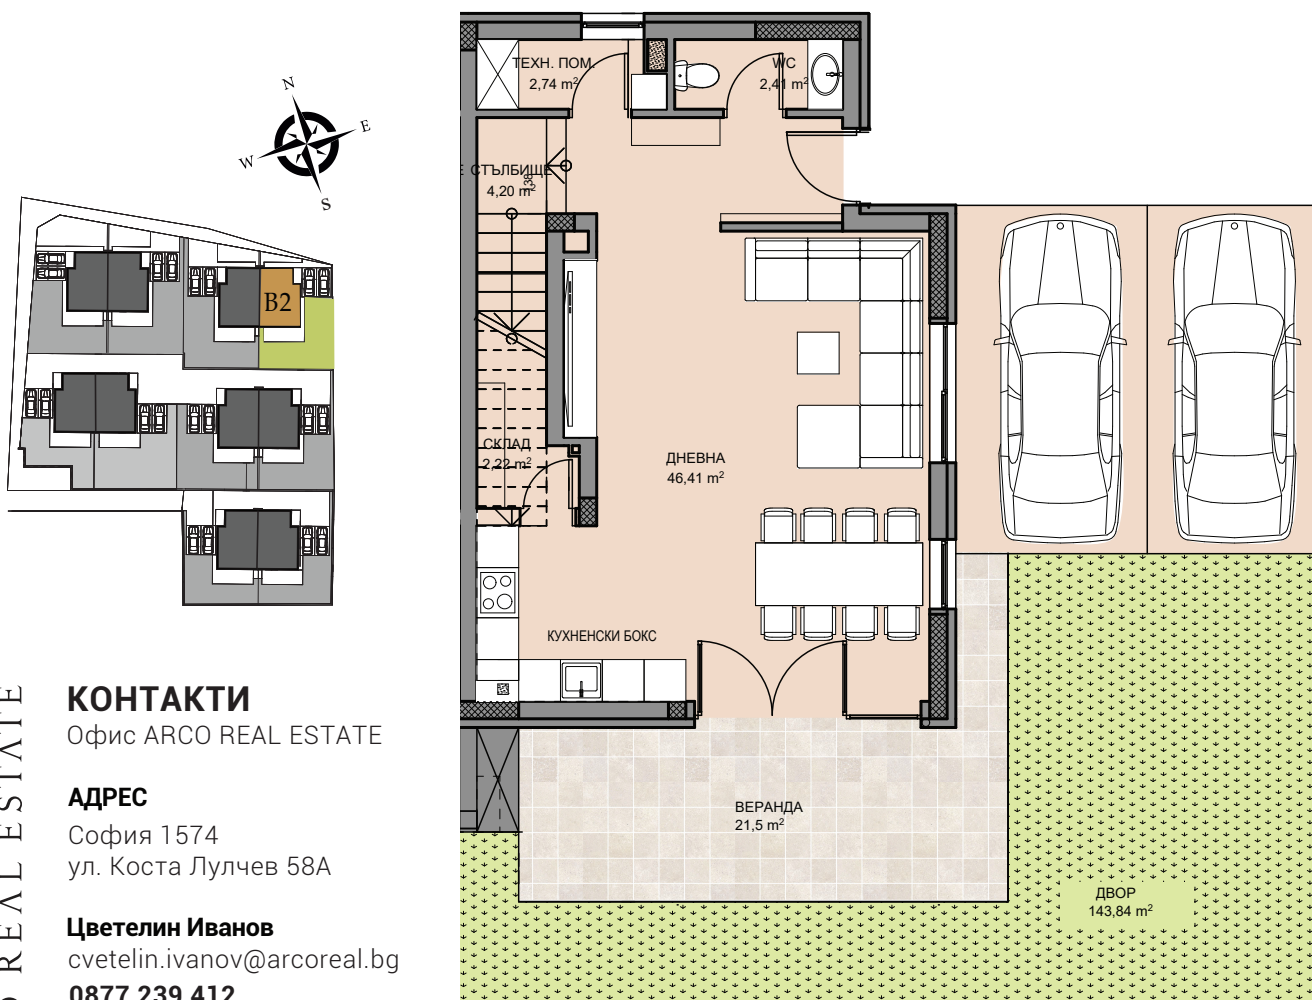 N
E
W
S
B2
ТЕХН. ПОМ.
2,74 m²
WC
2,41 m²
Е СТЪЛБИЩЕ
4,20 m²
СКЛАД
2,22 m²
ДНЕВНА
46,41 m²
КУХНЕНСКИ БОКС
ВЕРАНДА
21,5 m²
ДВОР
143,84 m²
REAL ESTATE
КОНТАКТИ
Офис ARCO REAL ESTATE
АДРЕС
София 1574
ул. Коста Лулчев 58А
Цветелин Иванов
cvetelin.ivanov@arcoreal.bg
0877 239 412